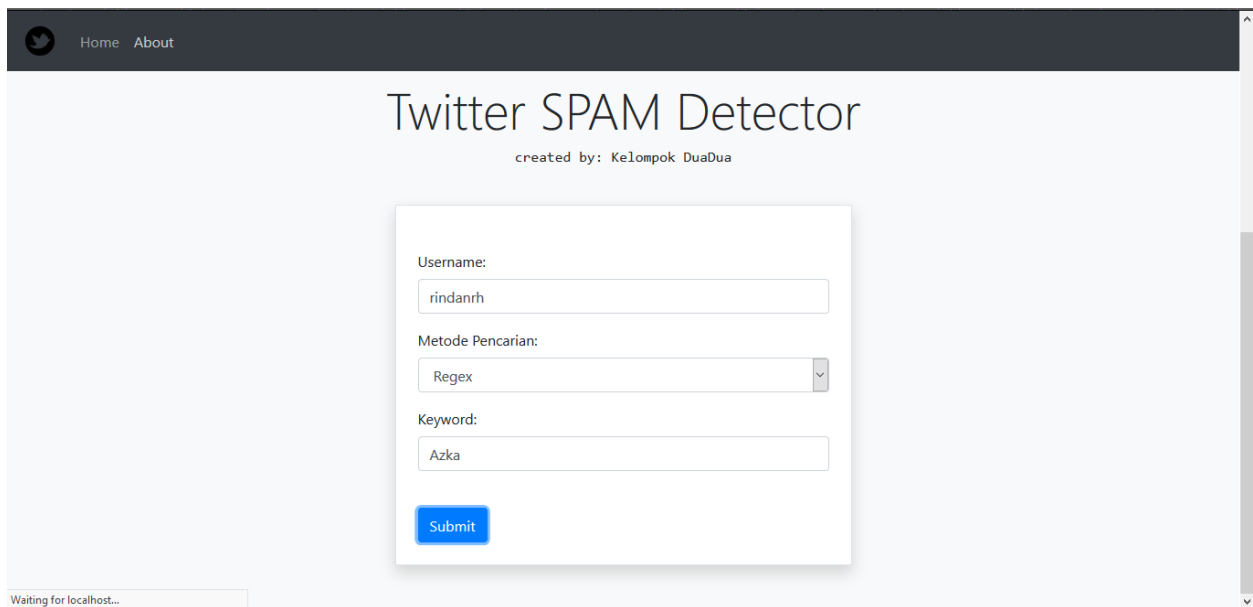 Home About
Twitter SPAM Detector
created by: Kelompok DuaDua
Username:
rindanrh
Metode Pencarian:
Regex
Keyword:
Azka
Submit
Waiting for localhost...